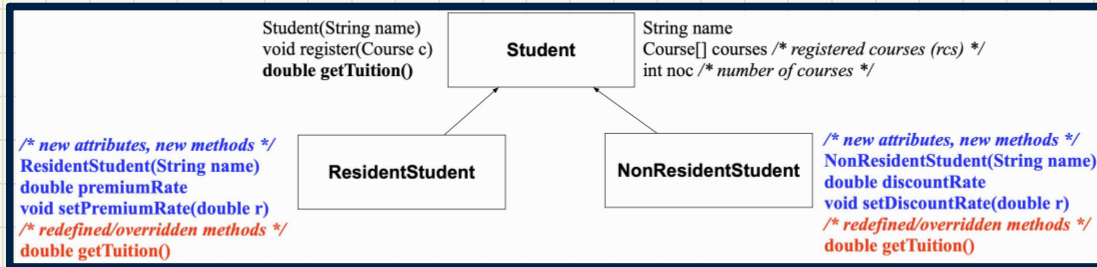 Student(String name)
void register(Course c)
double getTuition()
Student
String name
Course[] courses /* registered courses (rcs) */
int noc /* number of courses */
/* new attributes, new methods */
ResidentStudent(String name)
double premiumRate
void setPremiumRate(double r)
/* redefined/overridden methods */
double getTuition()
ResidentStudent
NonResidentStudent
/* new attributes, new methods */
NonResidentStudent(String name)
double discountRate
void setDiscountRate(double r)
/* redefined/overridden methods */
double getTuition()